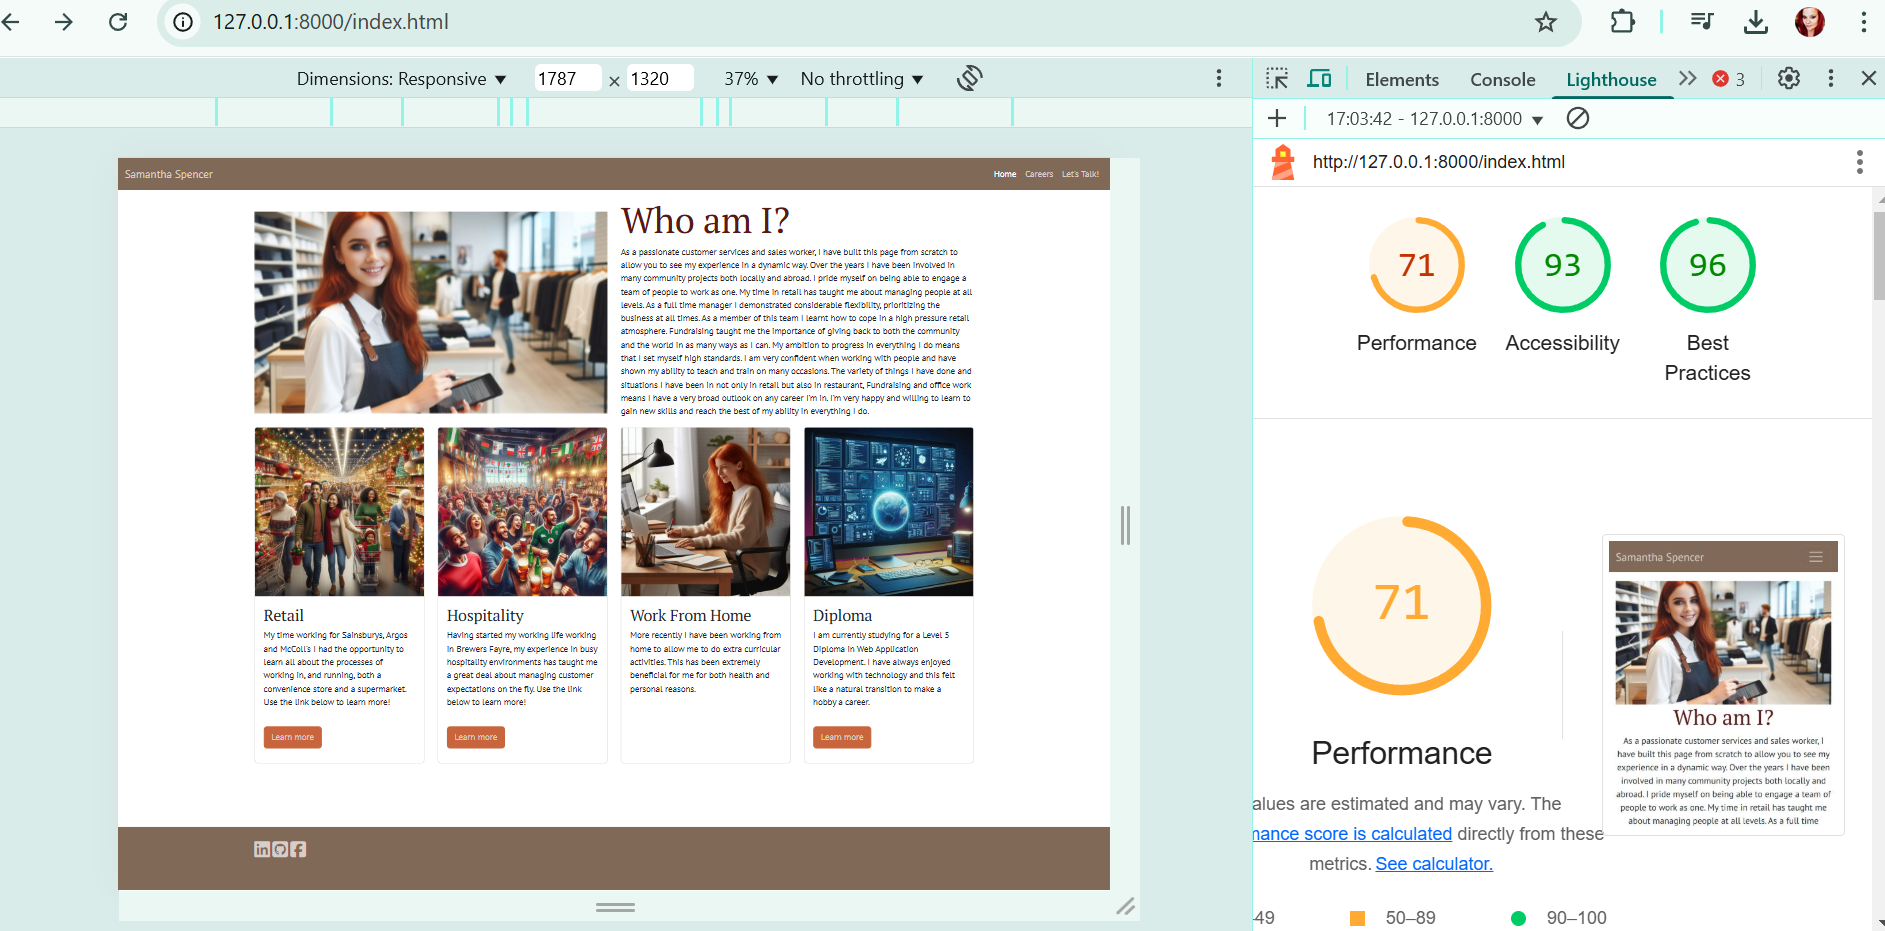 127.0.0.1:8000/index.html
Dimensions: Responsive
1787 × 1320
37%
No throttling
Elements
Console
Lighthouse
3
17:03:42 - 127.0.0.1:8000
http://127.0.0.1:8000/index.html
Samantha Spencer
Home
Careers
Let's Talk!
Who am I?
As a passionate customer services and sales worker, I have built this page from scratch to
allow you to see my experience in a dynamic way. Over the years I have been involved in
many community projects both locally and abroad. I pride myself on being able to engage a
team of people to work as one. My time in retail has taught me about managing people at all
levels. As a full time manager I demonstrated considerable flexibility, prioritizing the
business at all times. As a member of this team I learnt how to cope in a high pressure retail
atmosphere. Fundraising taught me the importance of giving back to both the community
and the world in as many ways as I can. My ambition to progress in everything I do means
that I set myself high standards. I am very confident when working with people and have
shown my ability to teach and train on many occasions. The variety of things I have done and
situations I have been in not only in retail but also in restaurant, Fundraising and office work
means I have a very broad outlook on any career I'm in. I'm very happy and willing to learn to
gain new skills and reach the best of my ability in everything I do.
Retail
My time working for Sainsburys, Argos
and McColl's I had the opportunity to
learn all about the processes of
working in, and running, both a
convenience store and a supermarket.
Use the link below to learn more!
Learn more
Hospitality
Having started my working life working
in Brewers Fayre, my experience in busy
hospitality environments has taught me
a great deal about managing customer
expectations on the fly. Use the link
below to learn more!
Learn more
Work From Home
More recently I have been working from
home to allow me to do extra curricular
activities. This has been extremely
beneficial for me for both health and
personal reasons.
Diploma
I am currently studying for a Level 5
Diploma in Web Application
Development. I have always enjoyed
working with technology and this felt
like a natural transition to make a
hobby a career.
Learn more
71
93
96
Performance
Accessibility
Best
Practices
71
Performance
alues are estimated and may vary. The
mance score is calculated directly from these
metrics. See calculator.
-49
50–89
90–100
Samantha Spencer
Who am I?
As a passionate customer services and sales worker, I
have built this page from scratch to allow you to see my
experience in a dynamic way. Over the years I have been
involved in many community projects both locally and
abroad. I pride myself on being able to engage a team of
people to work as one. My time in retail has taught me
about managing people at all levels. As a full time